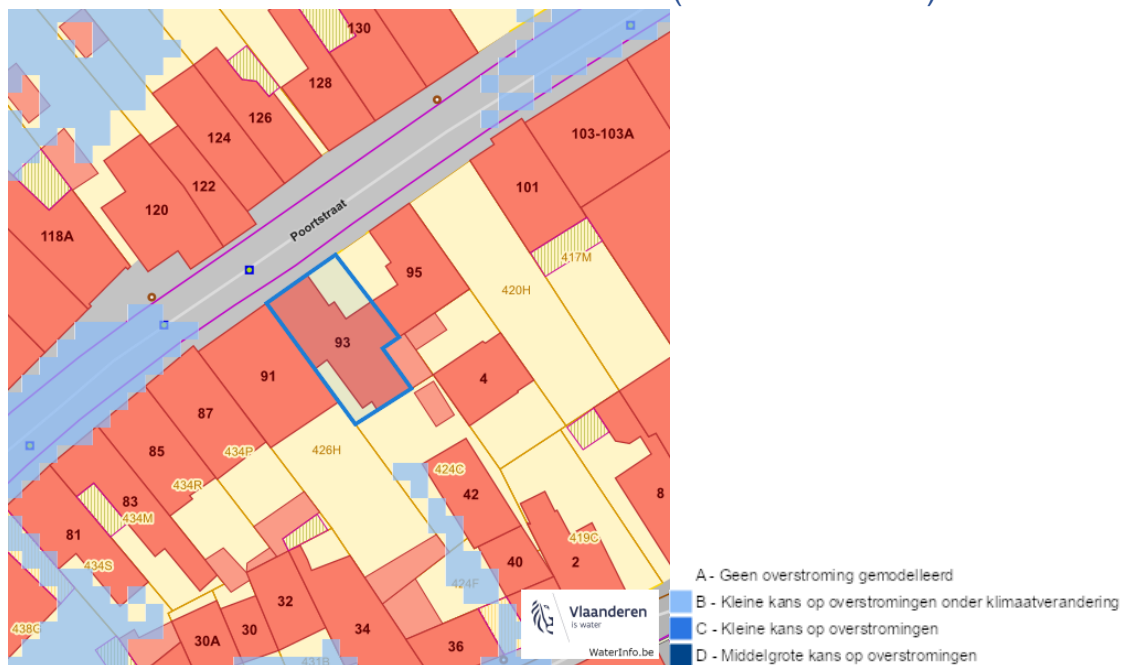 130
128
126
124
122
120
118A
103-103A
101
Poortstraat
417M
95
420H
93
4
91
87
434P
426H
85
434R
424C
42
83
434M
8
81
419C
434S
40
2
424F
32
30
30A
34
36
438G
431B
Vlaanderen
is water
WaterInfo.be
A - Geen overstroming gemodelleerd
B - Kleine kans op overstromingen onder klimaatverandering
C - Kleine kans op overstromingen
D - Middelgrote kans op overstromingen